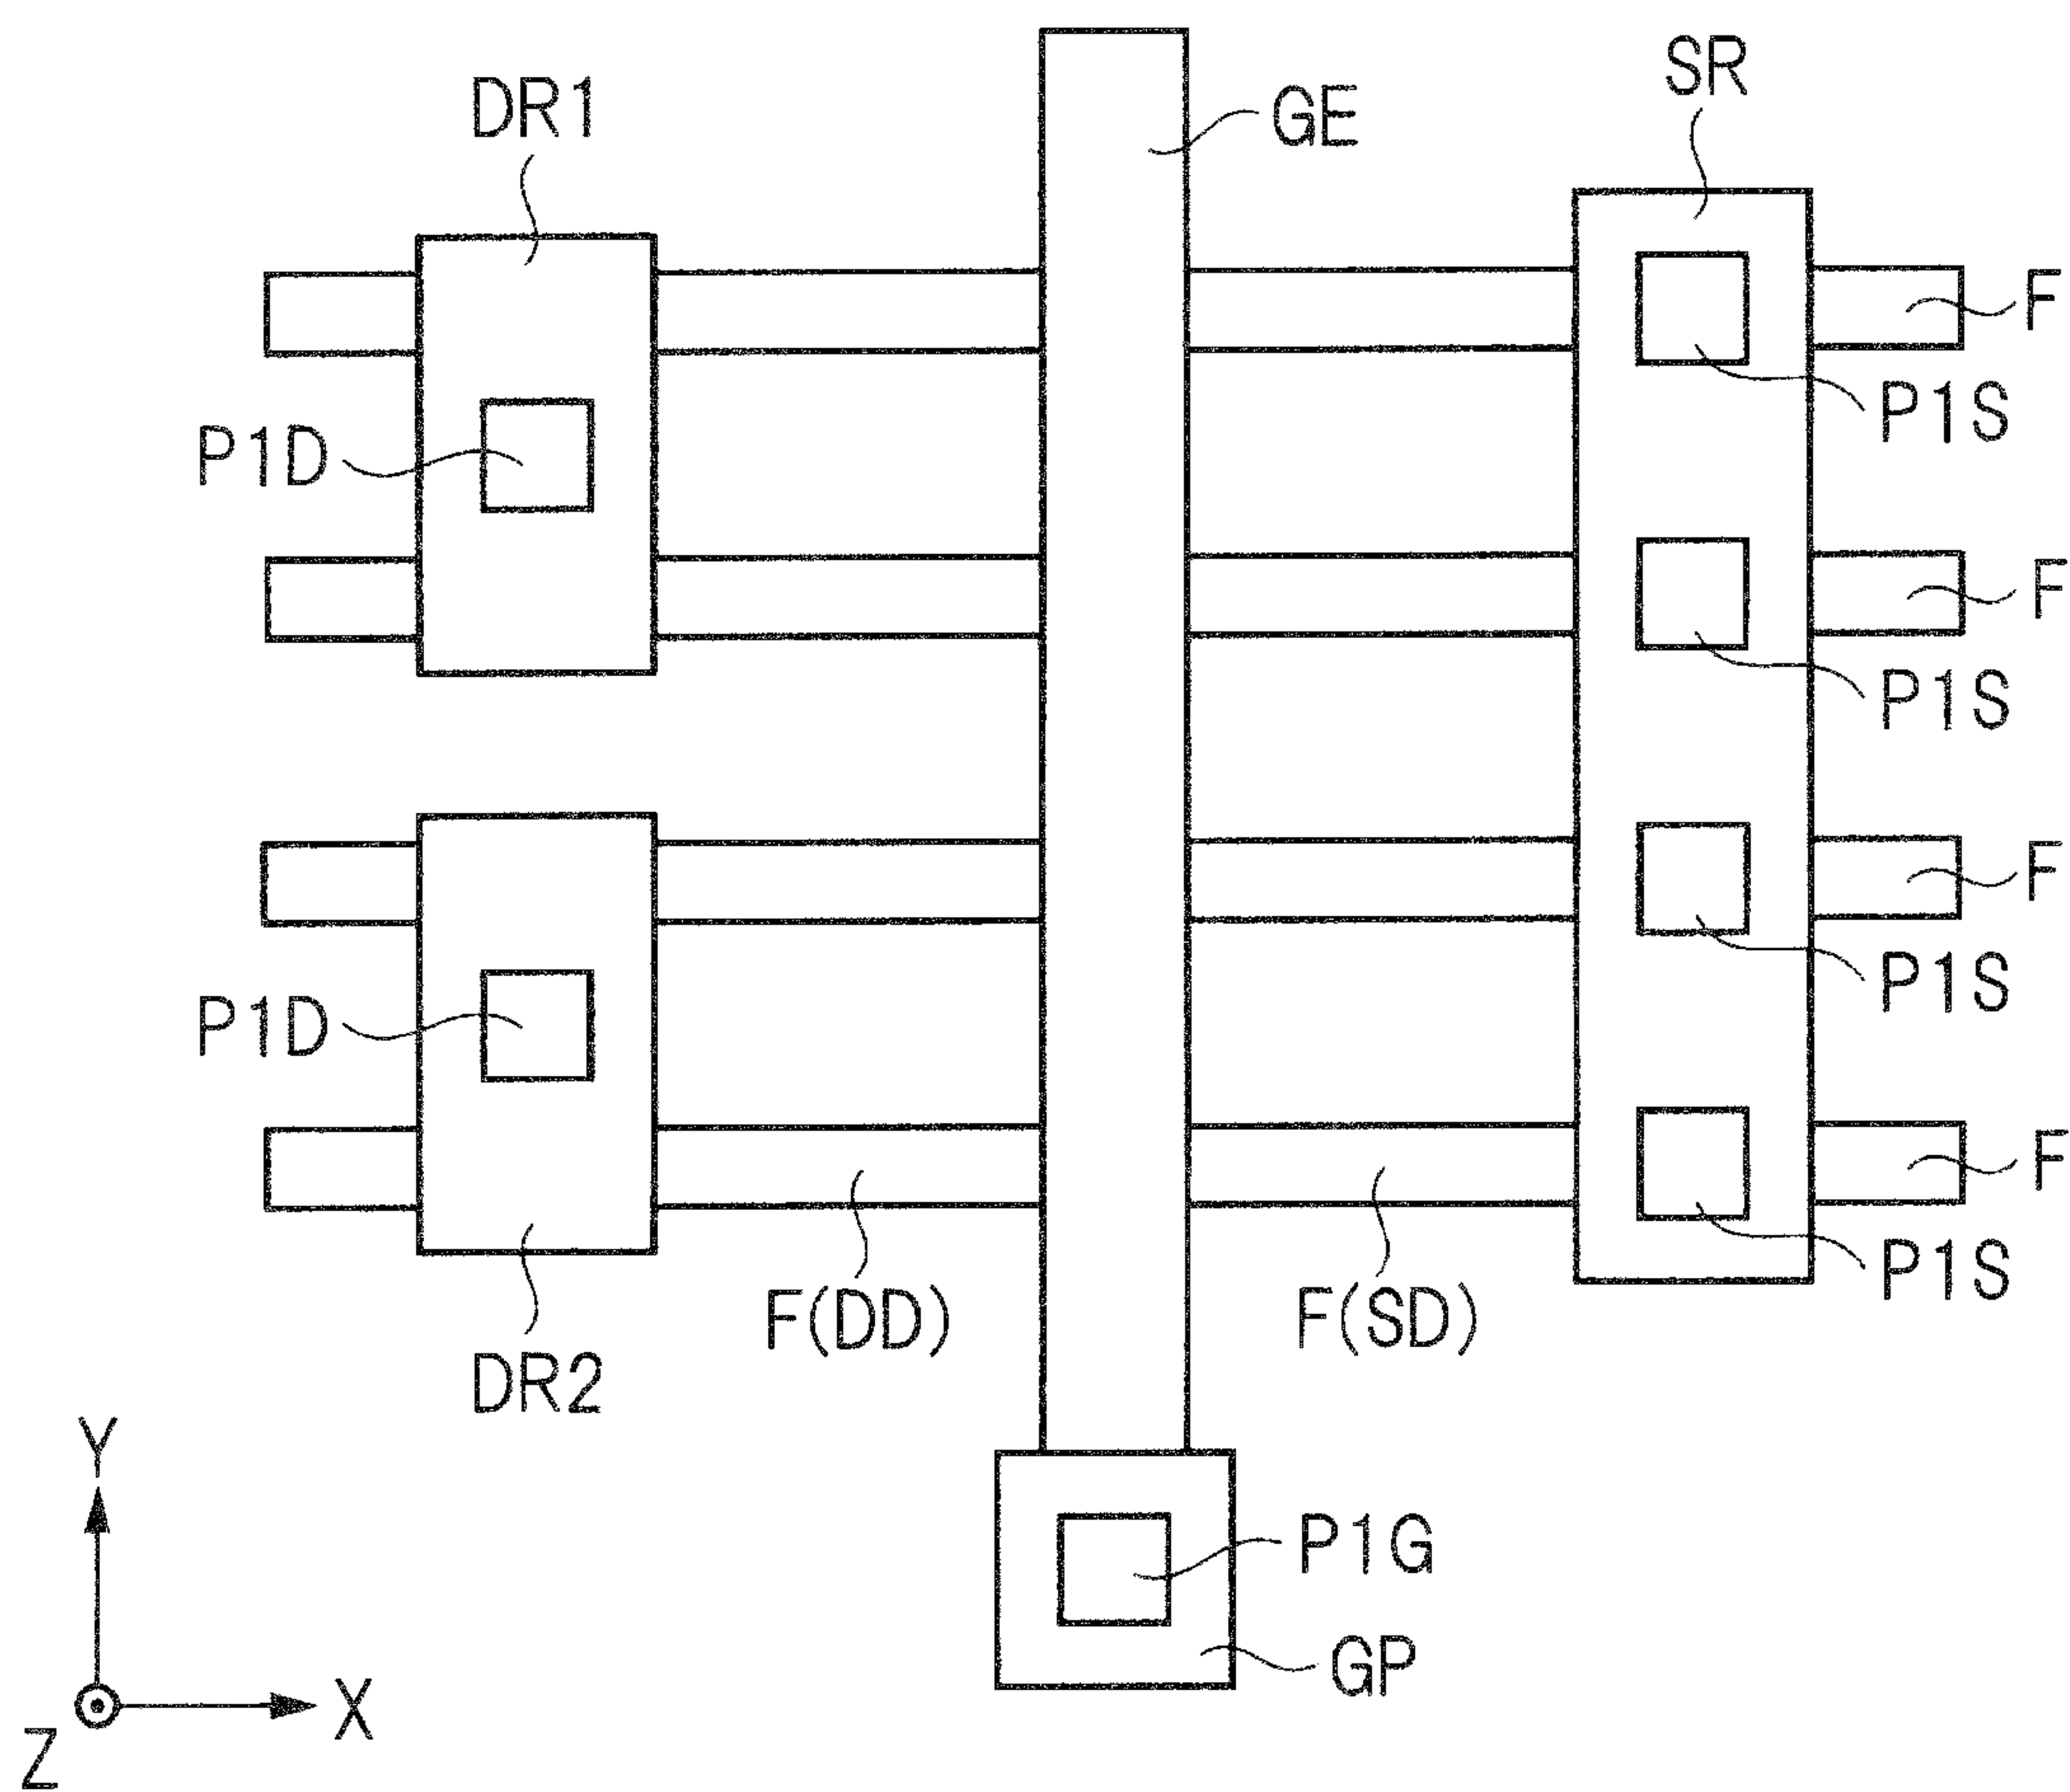 SR
DR1
GE
F
P1S
P1D
F
P1S
F
P1S
P1D
F
P1S
F(DD)
F(SD)
DR2
Y
P1G
GP
X
Z